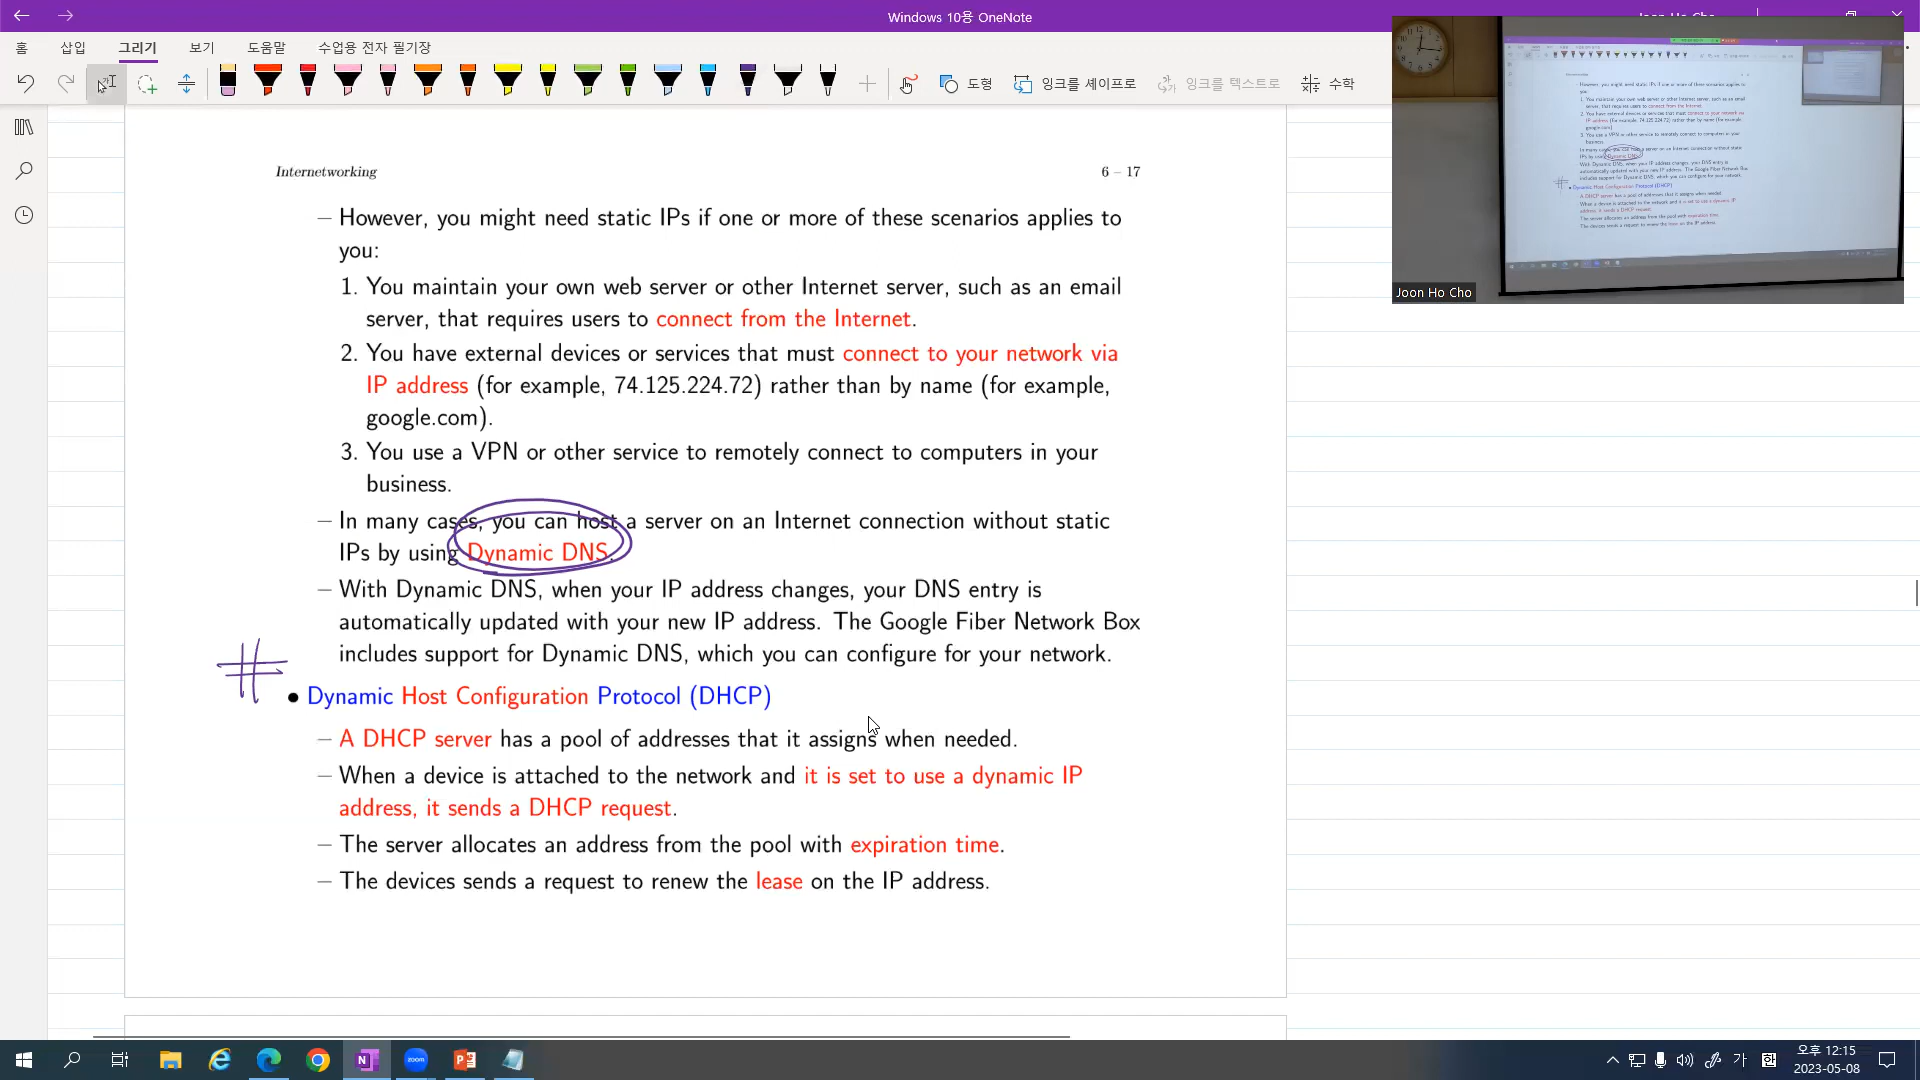 Windows 10용 OneNote
홈 삽입 그리기 보기 도움말 수업용 전자 필기장
도형 잉크를 셰이프로 잉크를 텍스트로 수학
Internetworking 6 – 17
– However, you might need static IPs if one or more of these scenarios applies to
you:
1. You maintain your own web server or other Internet server, such as an email
server, that requires users to connect from the Internet.
2. You have external devices or services that must connect to your network via
IP address (for example, 74.125.224.72) rather than by name (for example,
google.com).
3. You use a VPN or other service to remotely connect to computers in your
business.
– In many cases, you can host a server on an Internet connection without static
IPs by using Dynamic DNS.
– With Dynamic DNS, when your IP address changes, your DNS entry is
automatically updated with your new IP address. The Google Fiber Network Box
includes support for Dynamic DNS, which you can configure for your network.
#
• Dynamic Host Configuration Protocol (DHCP)
– A DHCP server has a pool of addresses that it assigns when needed.
– When a device is attached to the network and it is set to use a dynamic IP
address, it sends a DHCP request.
– The server allocates an address from the pool with expiration time.
– The devices sends a request to renew the lease on the IP address.
Joon Ho Cho
zoom
가 한
오후 12:15
2023-05-08